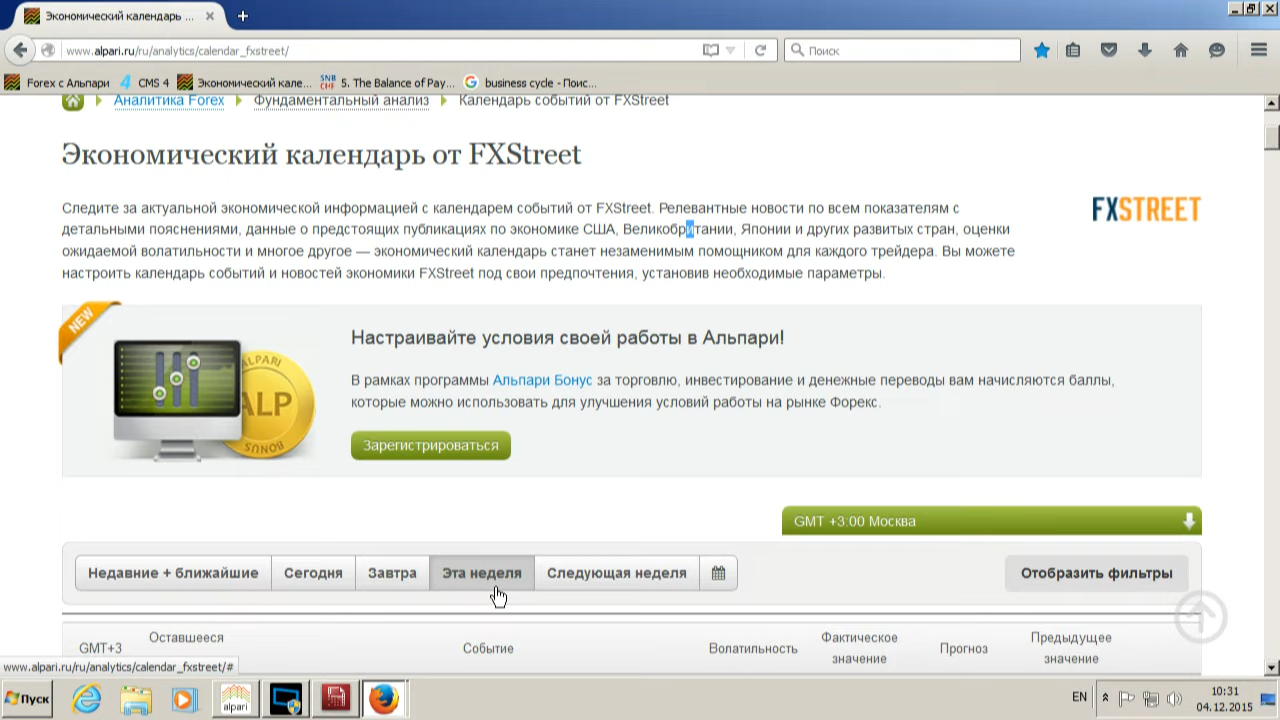 Экономический календарь ...
www.alpari.ru/ru/analytics/calendar_fxstreet/
Поиск
Forex с Альпари
CMS 4
Экономический кале...
SNB CHF
5. The Balance of Pay...
business cycle - Поис...
Аналитика Forex
Фундаментальный анализ
Календарь событий от FXStreet
Экономический календарь от FXStreet
Следите за актуальной экономической информацией с календарем событий от FXStreet. Релевантные новости по всем показателям с
детальными пояснениями, данные о предстоящих публикациях по экономике США, Великобритании, Японии и других развитых стран, оценки
ожидаемой волатильности и многое другое — экономический календарь станет незаменимым помощником для каждого трейдера. Вы можете
настроить календарь событий и новостей экономики FXStreet под свои предпочтения, установив необходимые параметры.
FXSTREET
NEW
ALPARI
ALP
BONUS
Настраивайте условия своей работы в Альпари!
В рамках программы Альпари Бонус за торговлю, инвестирование и денежные переводы вам начисляются баллы,
которые можно использовать для улучшения условий работы на рынке Форекс.
Зарегистрироваться
GMT +3:00 Москва
Недавние + ближайшие
Сегодня
Завтра
Эта неделя
Следующая неделя
Отобразить фильтры
GMT+3
Оставшееся
Событие
Волатильность
Фактическое
значение
Прогноз
Предыдущее
значение
www.alpari.ru/ru/analytics/calendar_fxstreet/#
Пуск
alpari
EN
10:31
04.12.2015